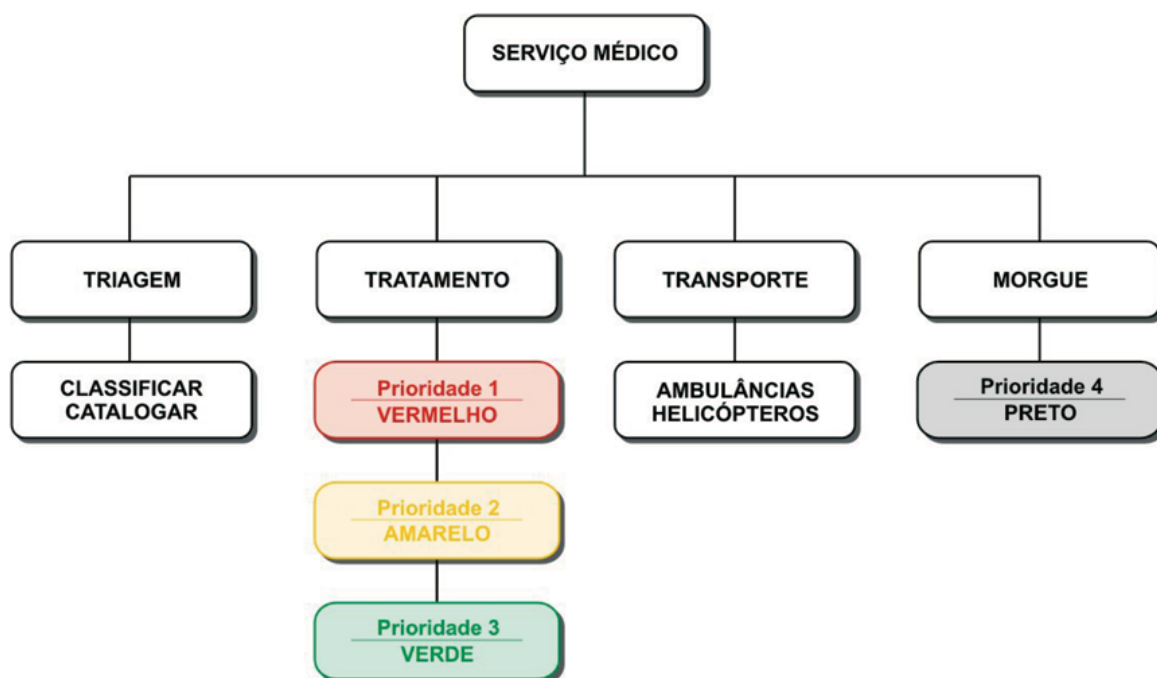 SERVIÇO MÉDICO
TRIAGEM
TRATAMENTO
TRANSPORTE
MORGUE
CLASSIFICAR
CATALOGAR
Prioridade 1
VERMELHO
AMBULÂNCIAS
HELICÓPTEROS
Prioridade 4
PRETO
Prioridade 2
AMARELO
Prioridade 3
VERDE